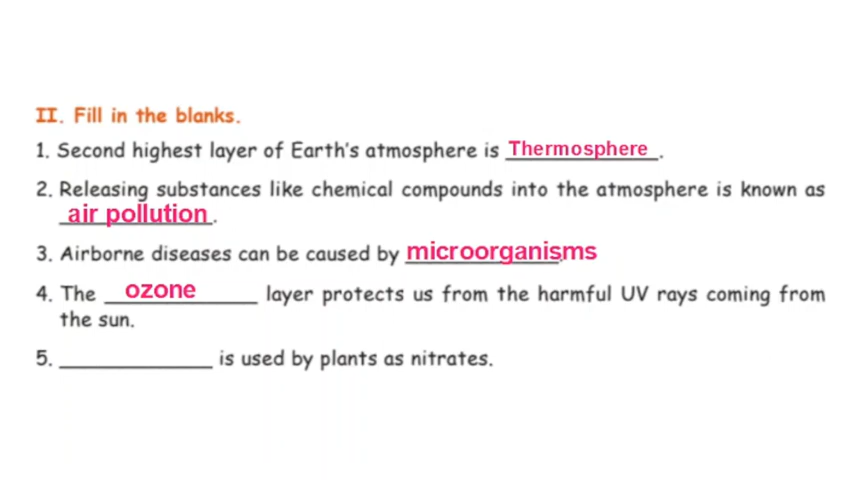 II. Fill in the blanks.
1. Second highest layer of Earth's atmosphere is Thermosphere.
2. Releasing substances like chemical compounds into the atmosphere is known as
air pollution.
3. Airborne diseases can be caused by microorganisms.
4. The ozone layer protects us from the harmful UV rays coming from
the sun.
5. ______________ is used by plants as nitrates.